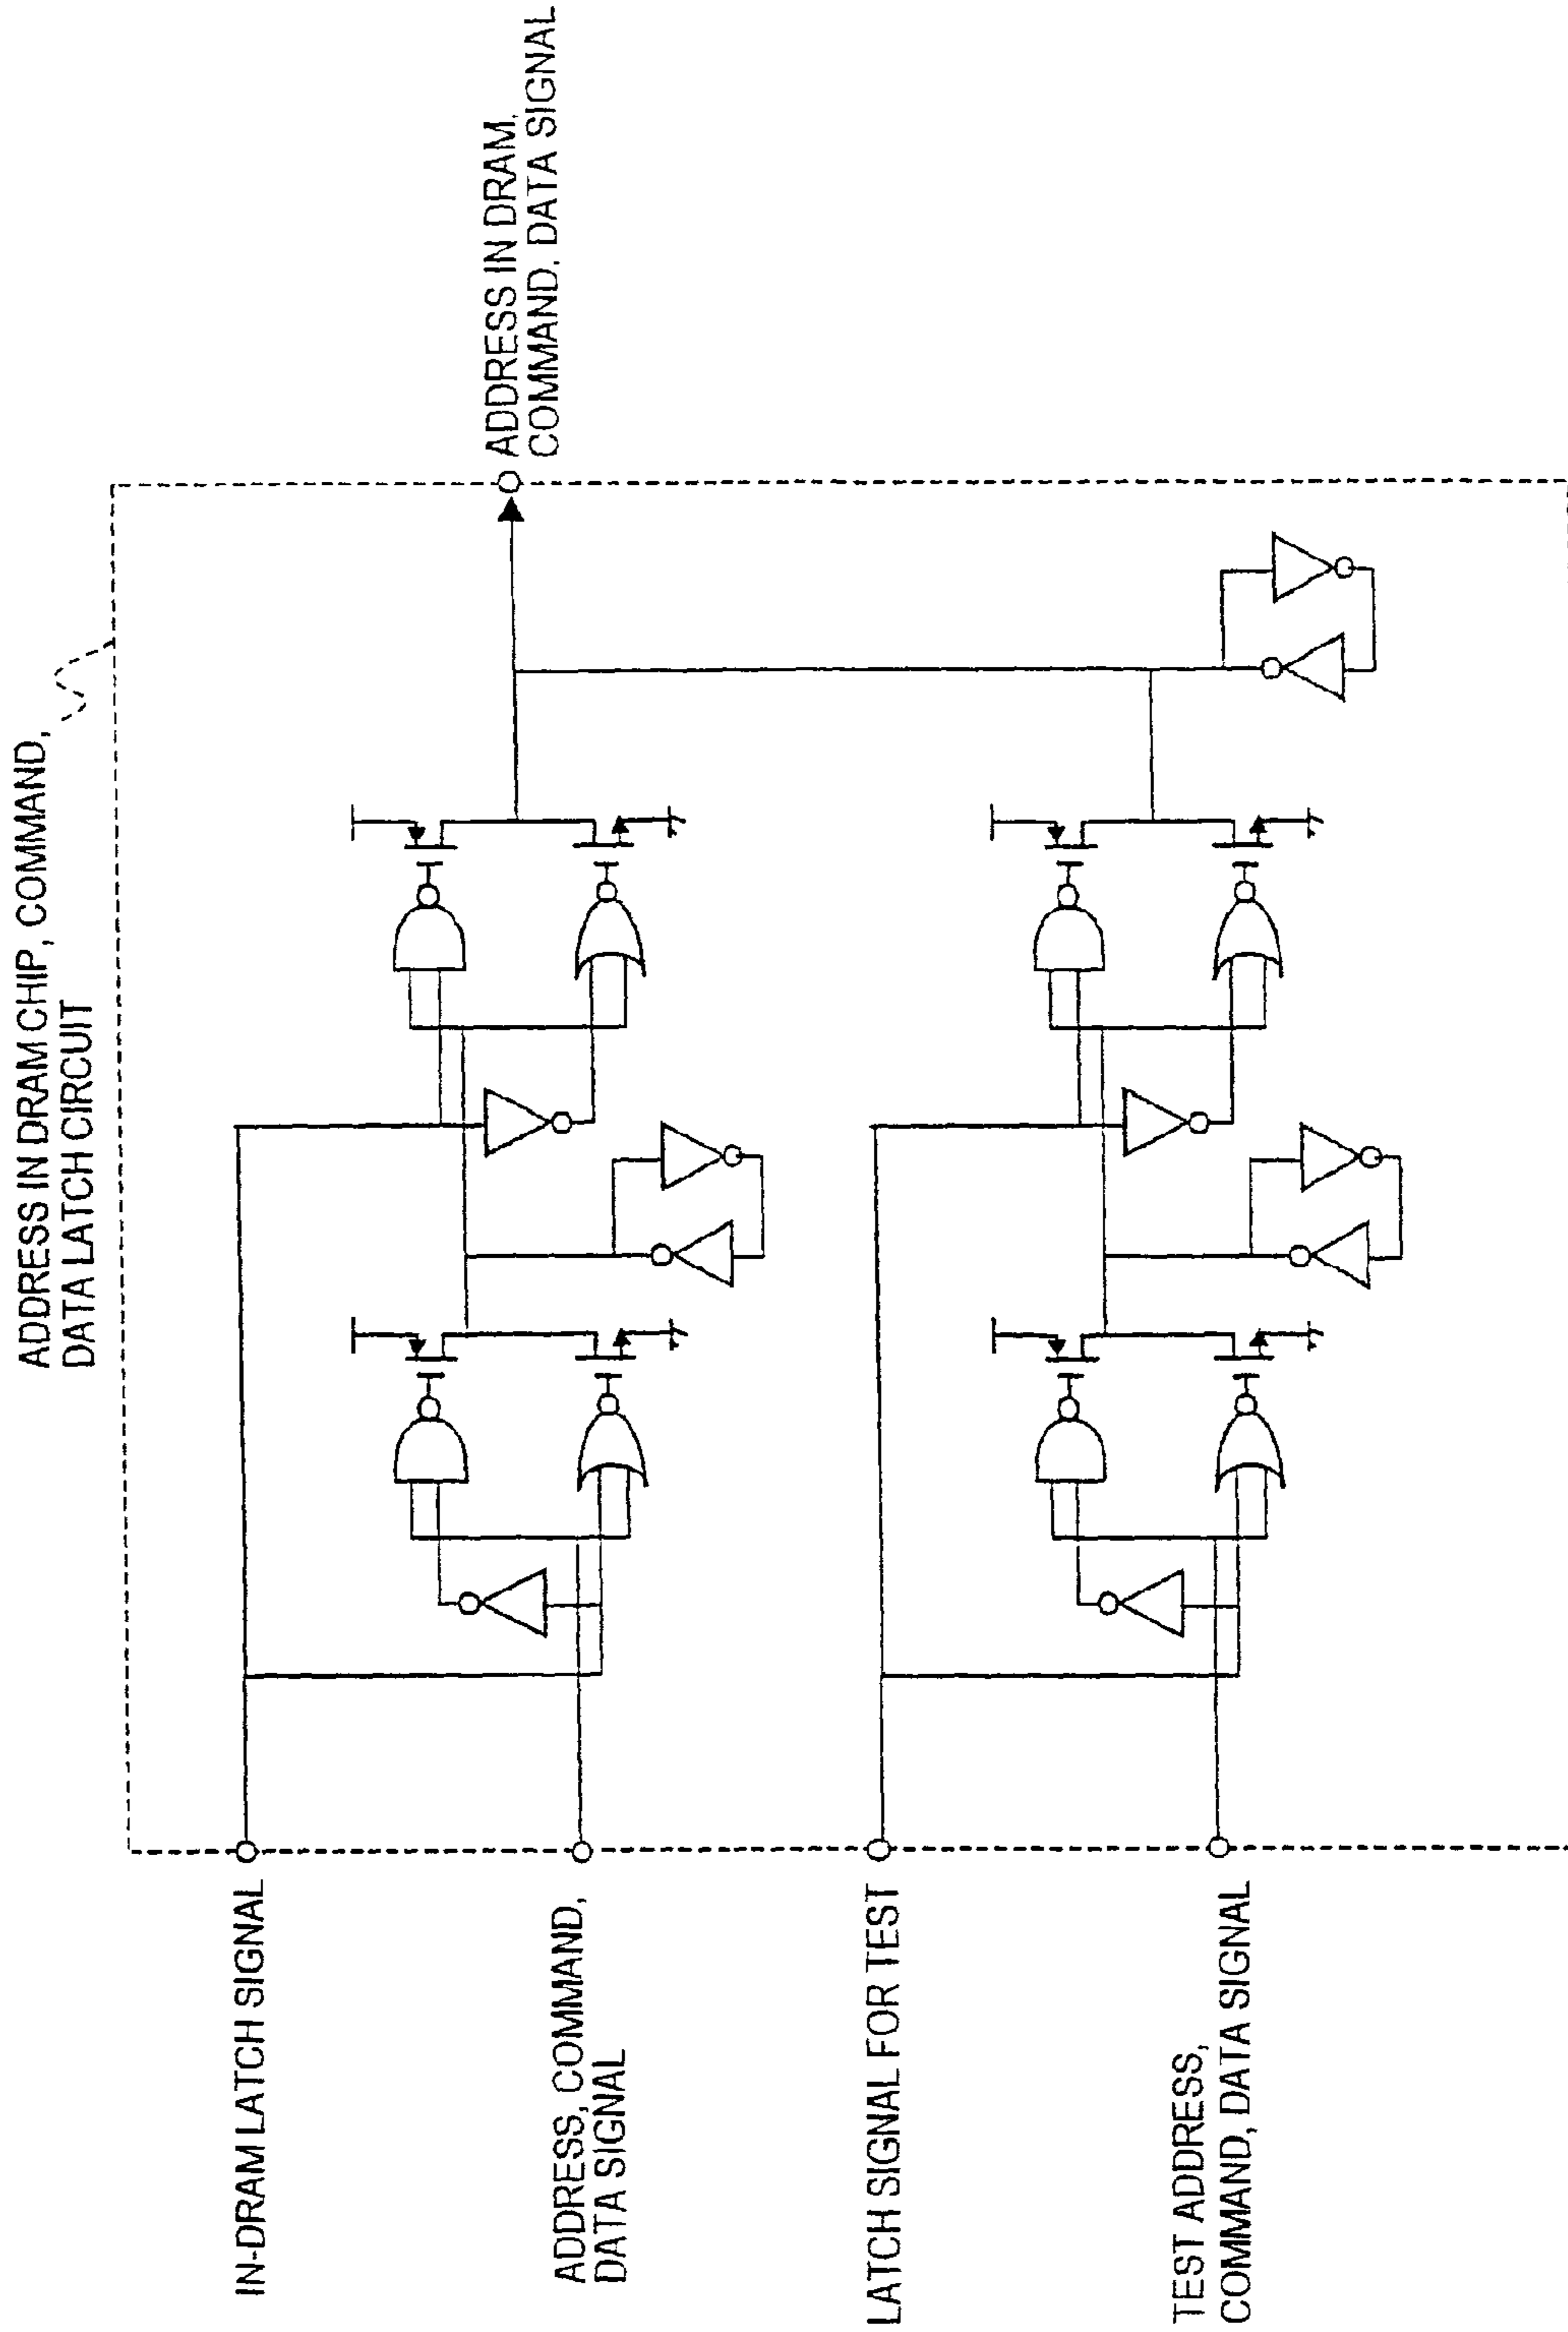 ADDRESS IN DRAM CHIP, COMMAND,
DATA LATCH CIRCUIT
IN-DRAM LATCH SIGNAL
ADDRESS, COMMAND,
DATA SIGNAL
LATCH SIGNAL FOR TEST
TEST ADDRESS,
COMMAND, DATA SIGNAL
ADDRESS IN DRAM,
COMMAND, DATA SIGNAL